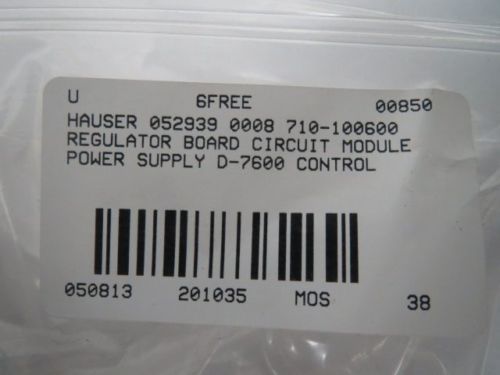 U 6FREE 00850
HAUSER 052939 0008 710-100600
REGULATOR BOARD CIRCUIT MODULE
POWER SUPPLY D-7600 CONTROL
050813 201035 MOS 38